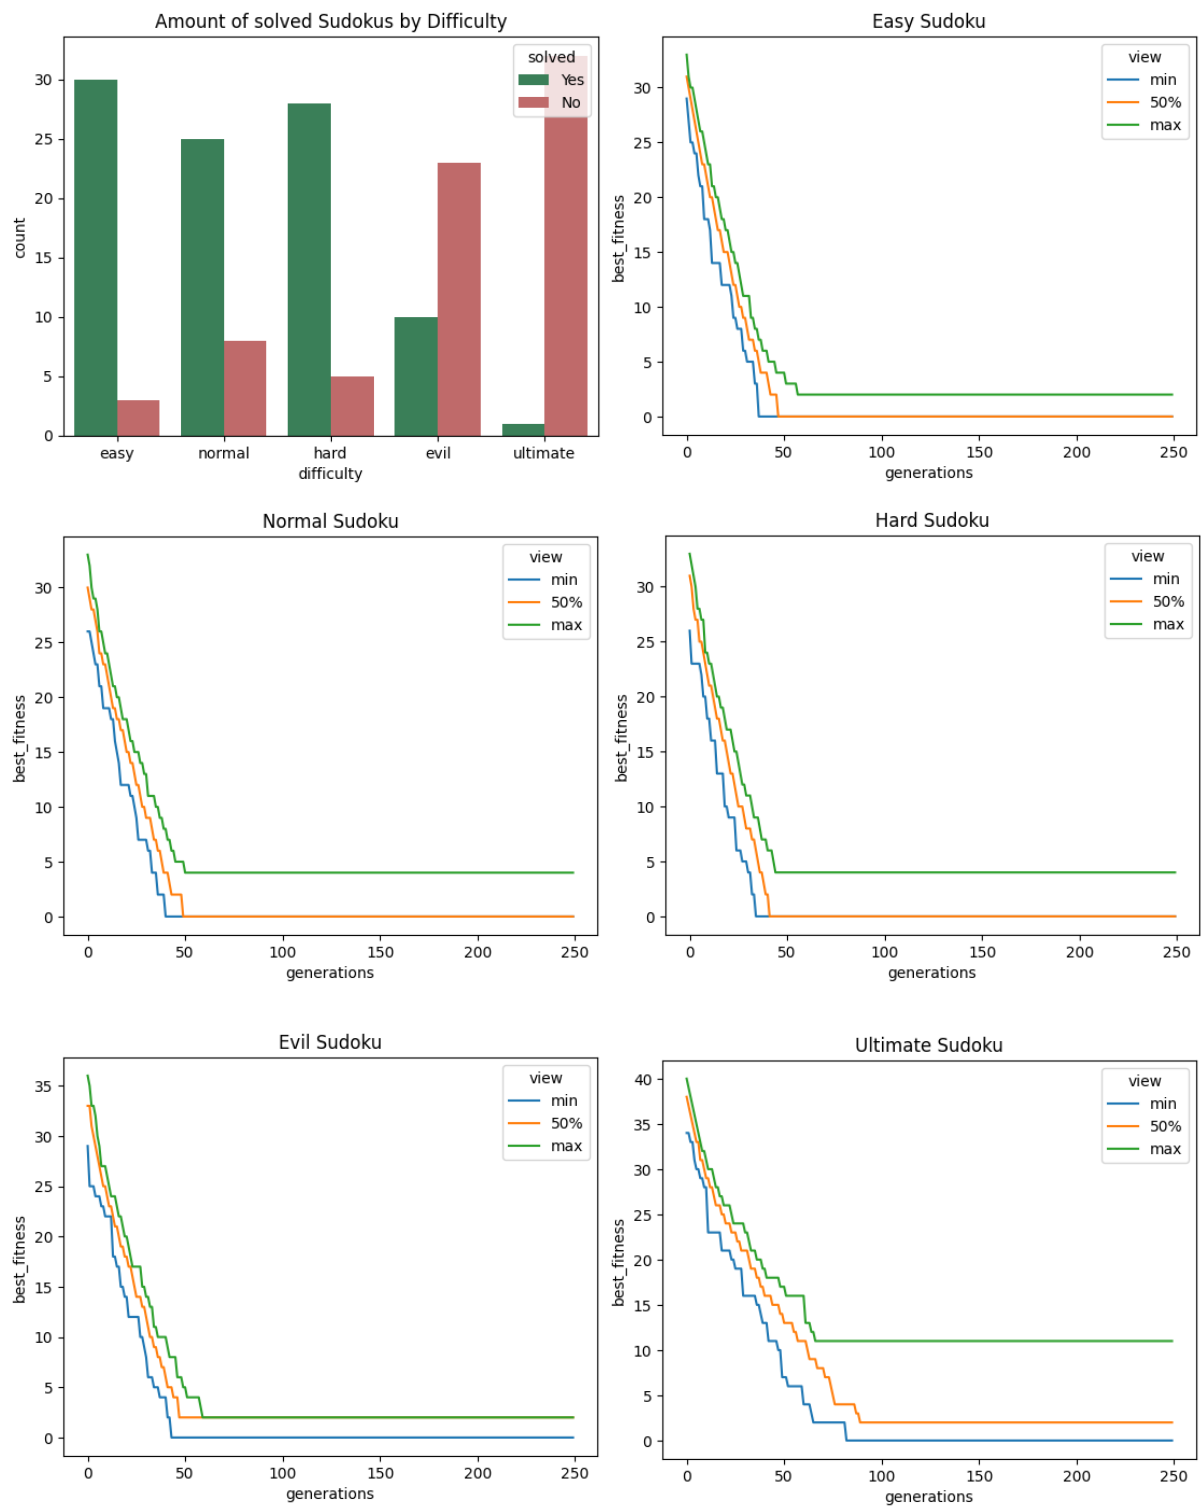 Amount of solved Sudokus by Difficulty
solved
Yes
No
30
25
20
15
10
5
0
count
easy normal hard evil ultimate
difficulty
Easy Sudoku
view
min
50%
max
30
25
20
15
10
5
0
best_fitness
0 50 100 150 200 250
generations
Normal Sudoku
view
min
50%
max
30
25
20
15
10
5
0
best_fitness
0 50 100 150 200 250
generations
Hard Sudoku
view
min
50%
max
30
25
20
15
10
5
0
best_fitness
0 50 100 150 200 250
generations
Evil Sudoku
view
min
50%
max
35
30
25
20
15
10
5
0
best_fitness
0 50 100 150 200 250
generations
Ultimate Sudoku
view
min
50%
max
40
35
30
25
20
15
10
5
0
best_fitness
0 50 100 150 200 250
generations